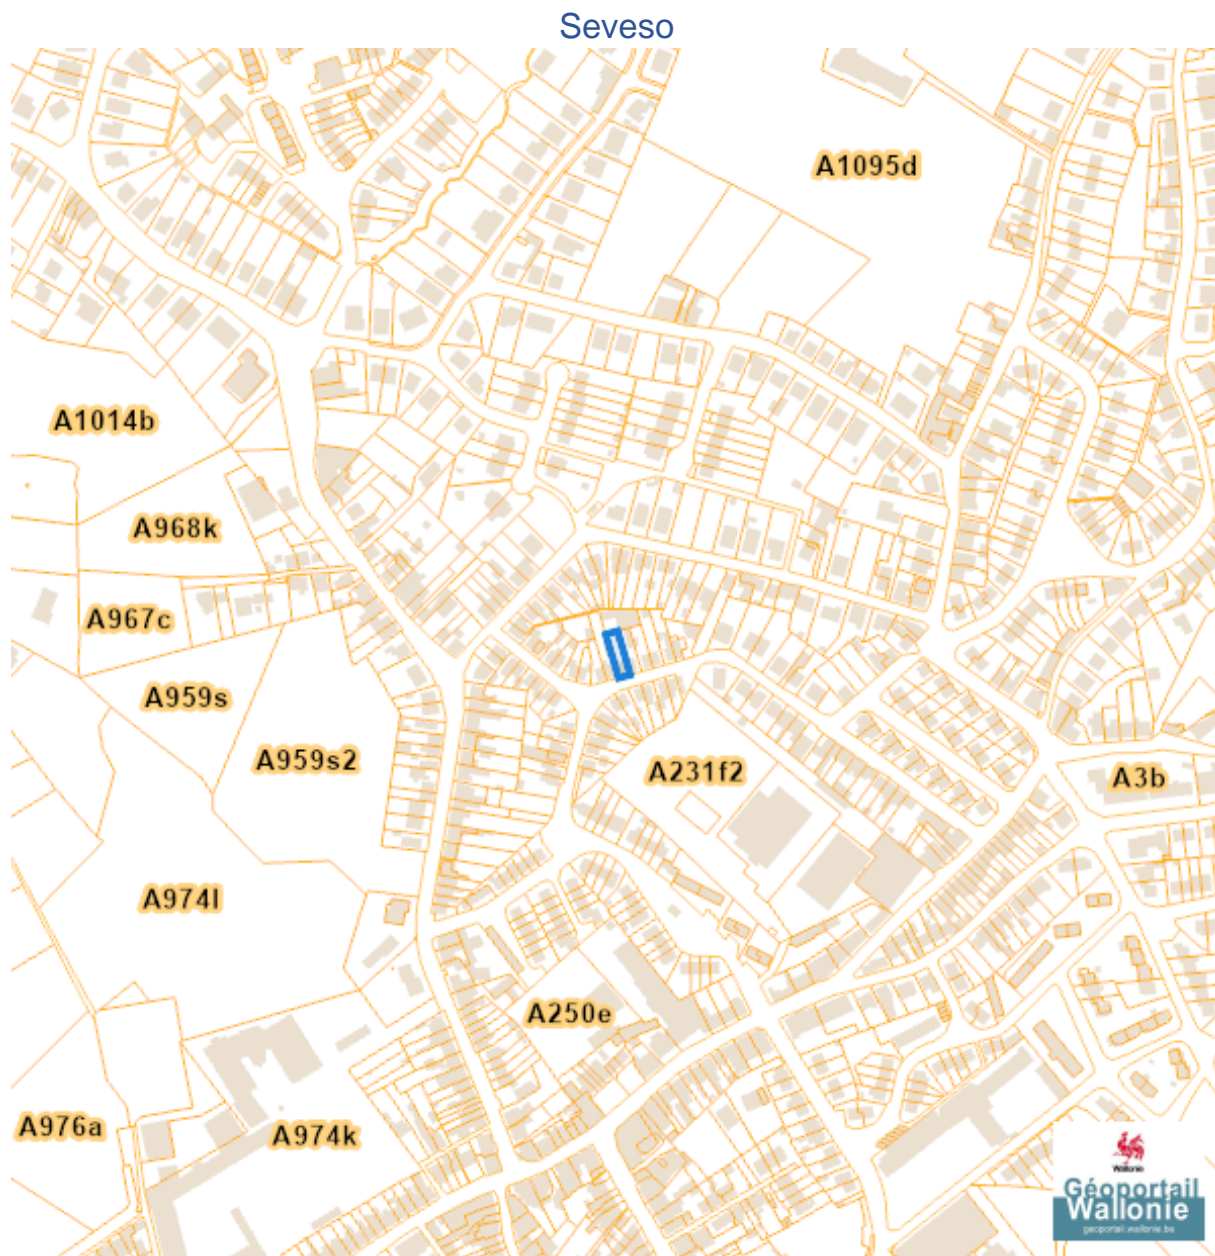 Seveso
A1095d
A1014b
A968k
A967c
A959s
A959s2
A231f2
A3b
A974l
A250e
A976a
A974k
Wallonie
Géoportail
Wallonie
geoportail.wallonie.be